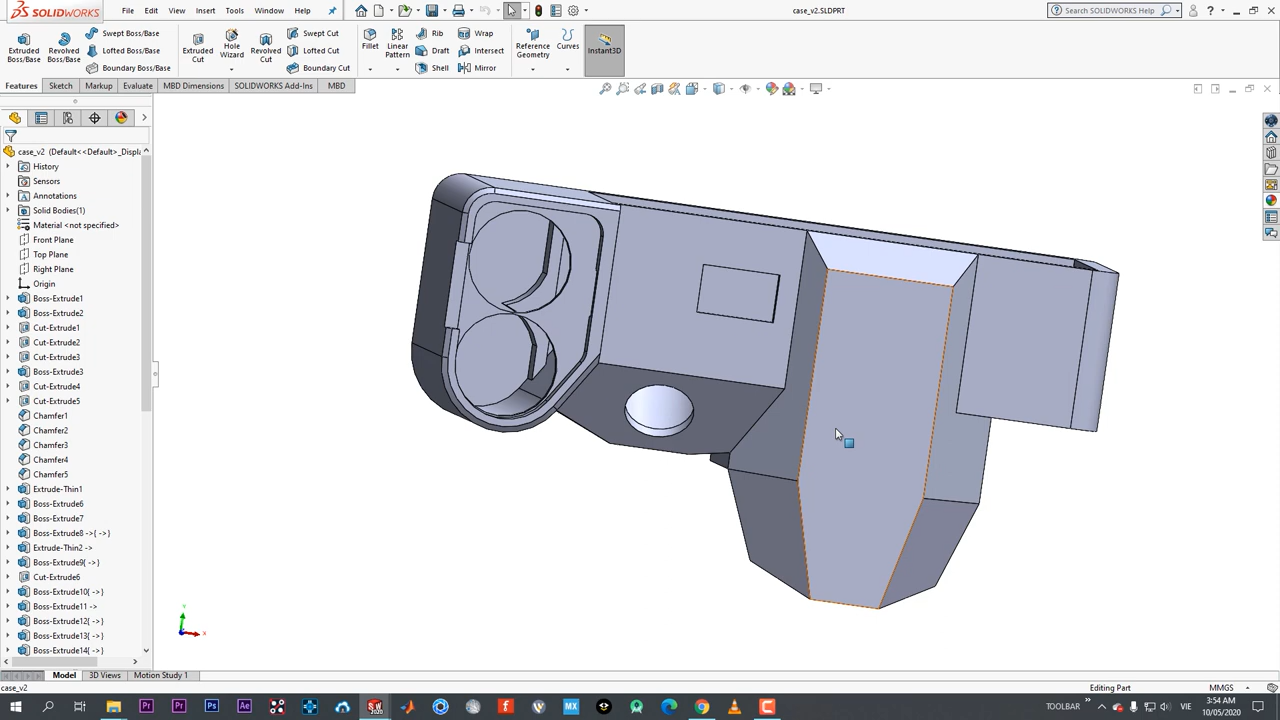 SOLIDWORKS
File Edit View Insert Tools Window Help
case_v2.SLDPRT
Search SOLIDWORKS Help
Extruded Boss/Base
Revolved Boss/Base
Swept Boss/Base
Lofted Boss/Base
Boundary Boss/Base
Extruded Cut
Hole Wizard
Revolved Cut
Swept Cut
Lofted Cut
Boundary Cut
Fillet
Linear Pattern
Rib
Draft
Shell
Wrap
Intersect
Mirror
Reference Geometry
Curves
Instant3D
Features Sketch Markup Evaluate MBD Dimensions SOLIDWORKS Add-Ins MBD
case_v2 (Default<<Default>_Displa
History
Sensors
Annotations
Solid Bodies(1)
Material <not specified>
Front Plane
Top Plane
Right Plane
Origin
Boss-Extrude1
Boss-Extrude2
Cut-Extrude1
Cut-Extrude2
Cut-Extrude3
Boss-Extrude3
Cut-Extrude4
Cut-Extrude5
Chamfer1
Chamfer2
Chamfer3
Chamfer4
Chamfer5
Extrude-Thin1
Boss-Extrude6
Boss-Extrude7
Boss-Extrude8 ->{ ->}
Extrude-Thin2 ->
Boss-Extrude9{ ->}
Cut-Extrude6
Boss-Extrude10{ ->}
Boss-Extrude11 ->
Boss-Extrude12{ ->}
Boss-Extrude13{ ->}
Boss-Extrude14{ ->}
Y
X
Model 3D Views Motion Study 1
case_v2
Editing Part
MMGS
TOOLBAR
VIE
3:54 AM
10/05/2020